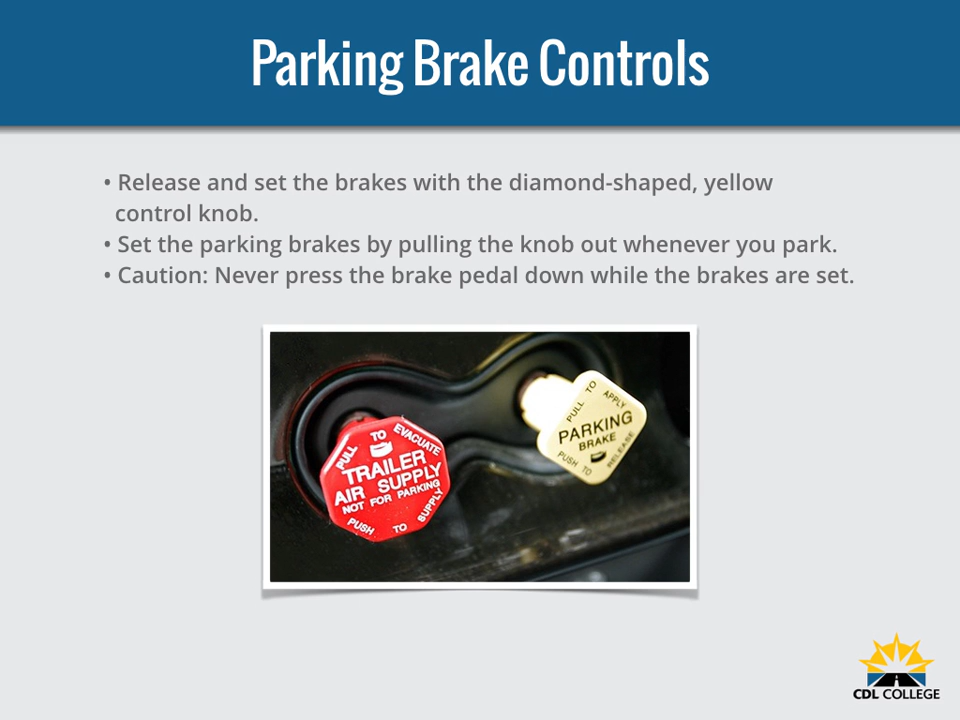 Parking Brake Controls
• Release and set the brakes with the diamond-shaped, yellow
control knob.
• Set the parking brakes by pulling the knob out whenever you park.
• Caution: Never press the brake pedal down while the brakes are set.
PULL TO EVACUATE
TRAILER
AIR SUPPLY
NOT FOR PARKING
PUSH TO SUPPLY
PULL TO APPLY
PARKING
BRAKE
PUSH TO RELEASE
CDL COLLEGE